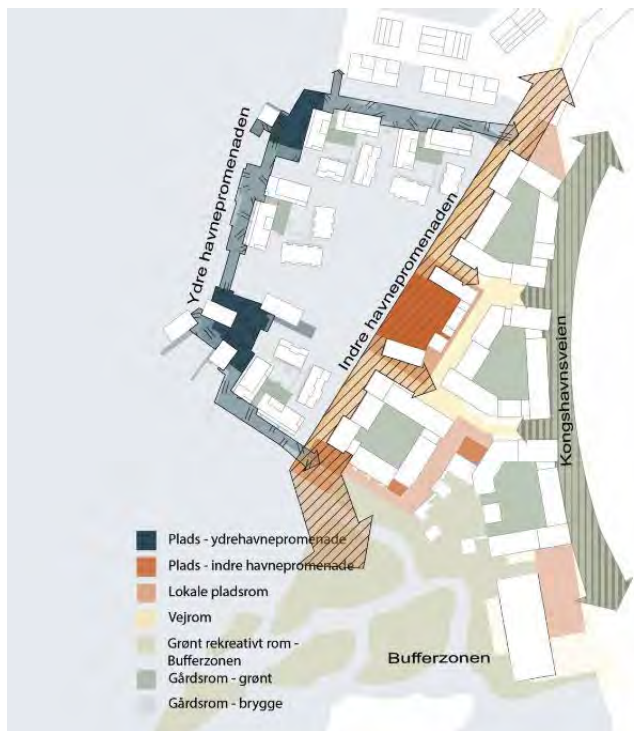 Ydre havnepromenaden
Indre havnepromenaden
Kongshavnsveien
Plads - ydrehavnepromenade
Plads - indre havnepromenade
Lokale pladsrom
Vejrom
Grønt rekreativt rom -
Bufferzonen
Gårdsrom - grønt
Gårdsrom - brygge
Bufferzonen